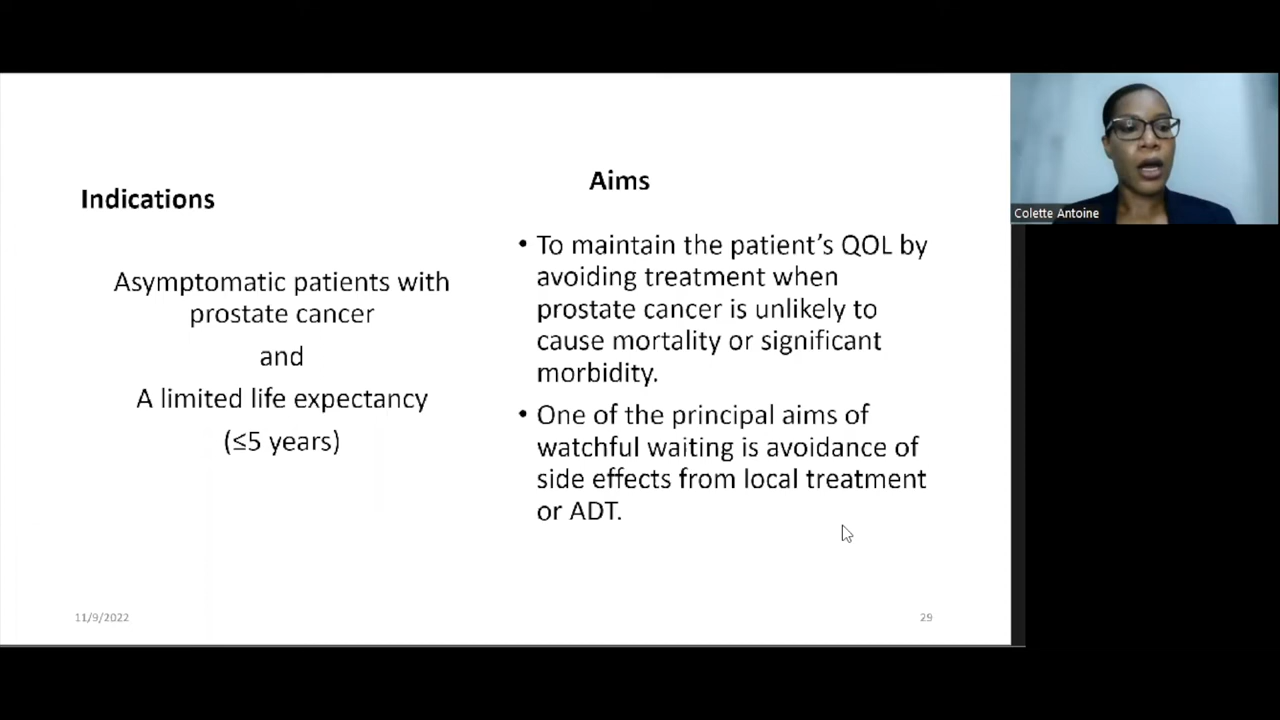 Indications
Asymptomatic patients with
prostate cancer
and
A limited life expectancy
(≤5 years)
Aims
• To maintain the patient’s QOL by
avoiding treatment when
prostate cancer is unlikely to
cause mortality or significant
morbidity.
• One of the principal aims of
watchful waiting is avoidance of
side effects from local treatment
or ADT.
11/9/2022
29
Colette Antoine